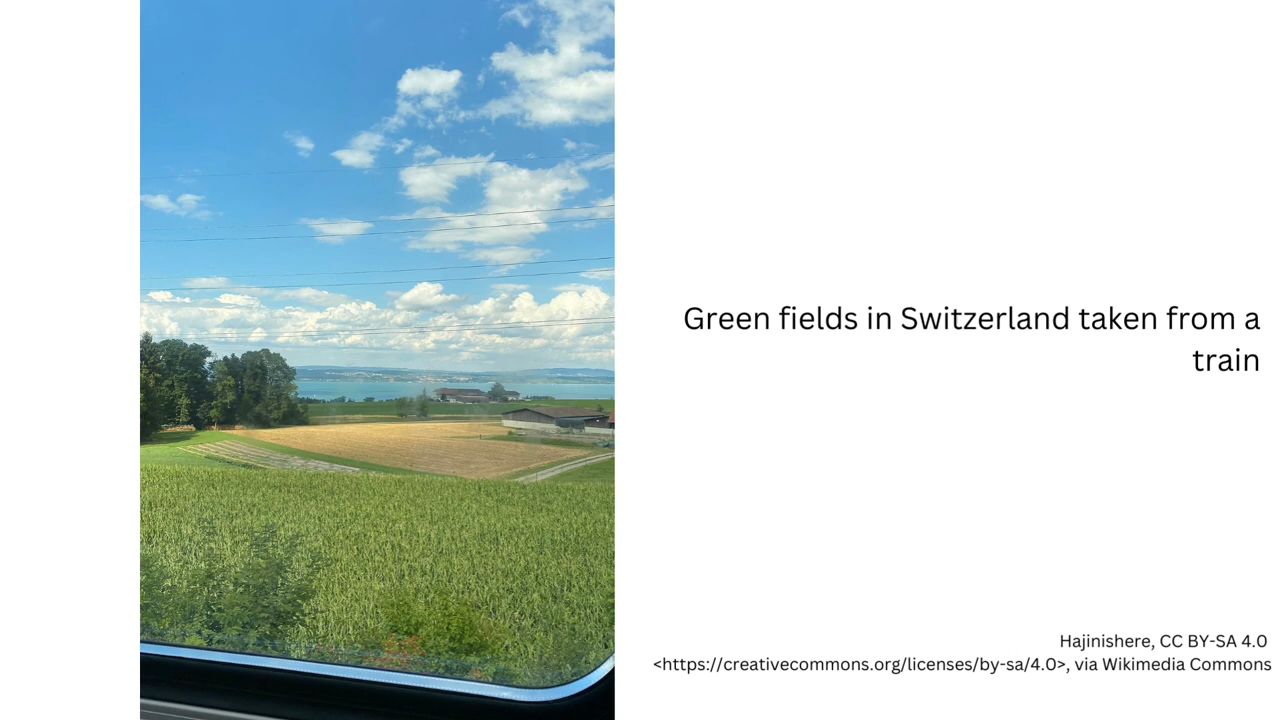 Green fields in Switzerland taken from a
train
Hajinishere, CC BY-SA 4.0
<https://creativecommons.org/licenses/by-sa/4.0>, via Wikimedia Commons